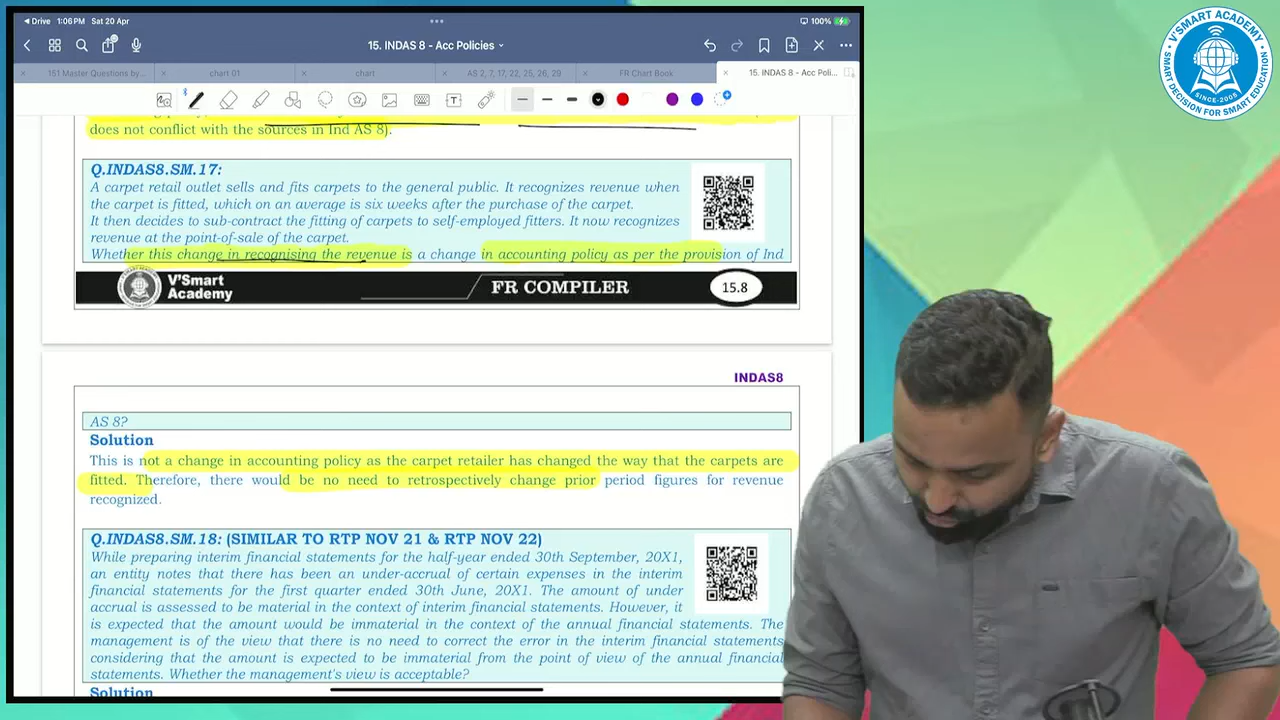 Drive 1:06 PM Sat 20 Apr
100%
15. INDAS 8 - Acc Policies
151 Master Questions by...
chart 01
chart
AS 2, 7, 17, 22, 25, 26, 29
FR Chart Book
15. INDAS 8 - Acc Poli...
does not conflict with the sources in Ind AS 8).
Q.INDAS8.SM.17:
A carpet retail outlet sells and fits carpets to the general public. It recognizes revenue when
the carpet is fitted, which on an average is six weeks after the purchase of the carpet.
It then decides to sub-contract the fitting of carpets to self-employed fitters. It now recognizes
revenue at the point-of-sale of the carpet.
Whether this change in recognising the revenue is a change in accounting policy as per the provision of Ind
V'Smart
Academy
FR COMPILER
15.8
INDAS8
AS 8?
Solution
This is not a change in accounting policy as the carpet retailer has changed the way that the carpets are
fitted. Therefore, there would be no need to retrospectively change prior period figures for revenue
recognized.
Q.INDAS8.SM.18: (SIMILAR TO RTP NOV 21 & RTP NOV 22)
While preparing interim financial statements for the half-year ended 30th September, 20X1,
an entity notes that there has been an under-accrual of certain expenses in the interim
financial statements for the first quarter ended 30th June, 20X1. The amount of under
accrual is assessed to be material in the context of interim financial statements. However, it
is expected that the amount would be immaterial in the context of the annual financial statements. The
management is of the view that there is no need to correct the error in the interim financial statements
considering that the amount is expected to be immaterial from the point of view of the annual financial
statements. Whether the management's view is acceptable?
Solution
V'SMART ACADEMY
SMART DECISION FOR SMART EDUCATION
SINCE-2005